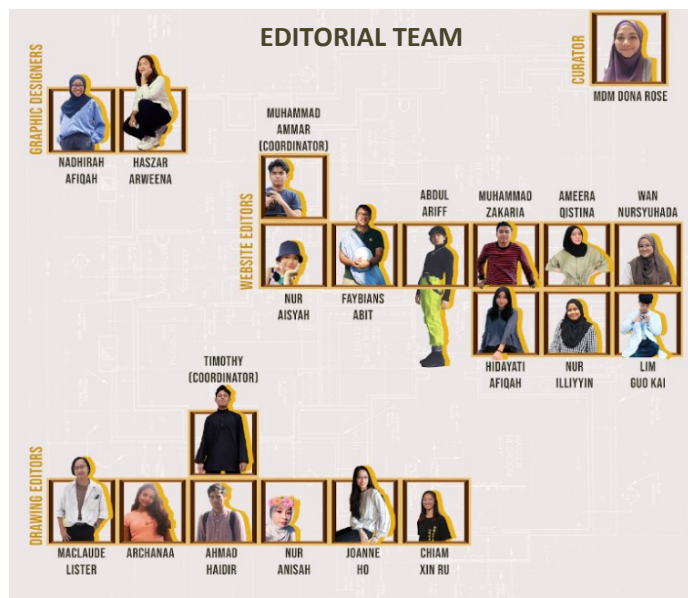 EDITORIAL TEAM
CURATOR
MDM DONA ROSE
GRAPHIC DESIGNERS
NADHIRAH
AFIQAH
HASZAR
ARWEENA
WEBSITE EDITORS
MUHAMMAD
AMMAR
(COORDINATOR)
ABDUL
ARIFF
MUHAMMAD
ZAKARIA
AMEERA
QISTINA
WAN
NURSYUHADA
NUR
AISYAH
FAYBIANS
ABIT
HIDAYATI
AFIQAH
NUR
ILLIYYIN
LIM
GUO KAI
DRAWING EDITORS
TIMOTHY
(COORDINATOR)
MACLAUDE
LISTER
ARCHANAA
AHMAD
HAIDIR
NUR
ANISAH
JOANNE
HO
CHIAM
XIN RU